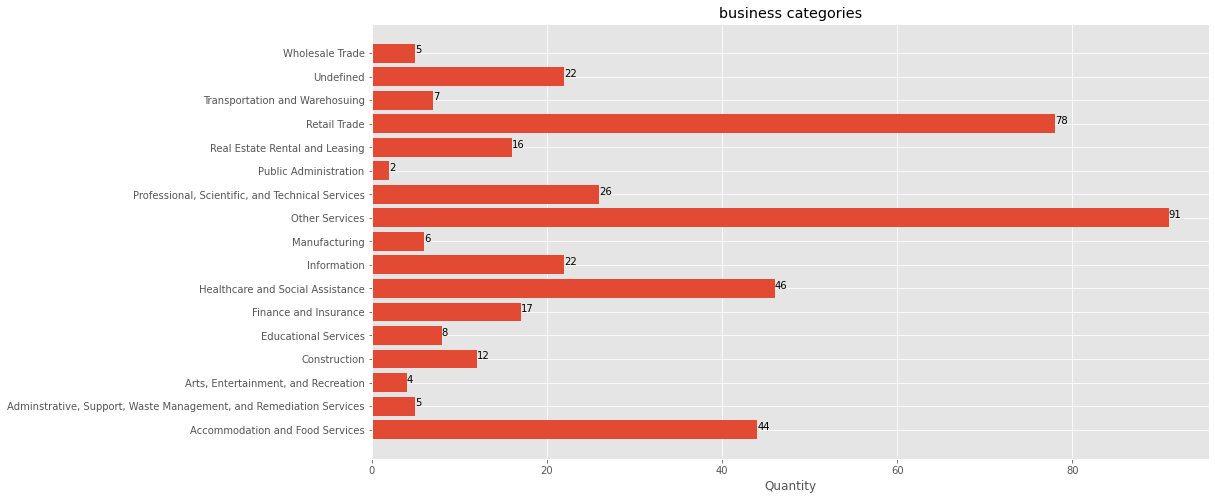 business categories
Wholesale Trade 5
Undefined 22
Transportation and Warehosuing 7
Retail Trade 78
Real Estate Rental and Leasing 16
Public Administration 2
Professional, Scientific, and Technical Services 26
Other Services 91
Manufacturing 6
Information 22
Healthcare and Social Assistance 46
Finance and Insurance 17
Educational Services 8
Construction 12
Arts, Entertainment, and Recreation 4
Adminstrative, Support, Waste Management, and Remediation Services 5
Accommodation and Food Services 44
0 20 40 60 80
Quantity